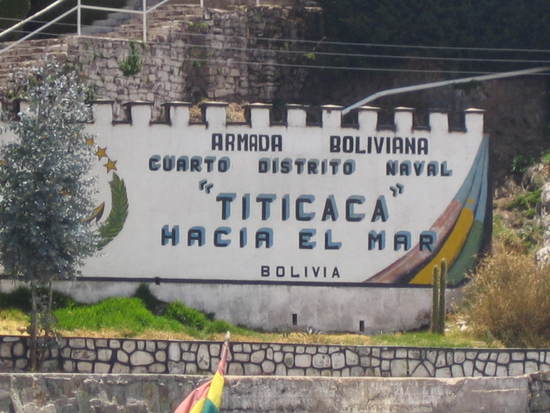 ARMADA BOLIVIANA
CUARTO DISTRITO NAVAL
"TITICACA"
HACIA EL MAR
BOLIVIA